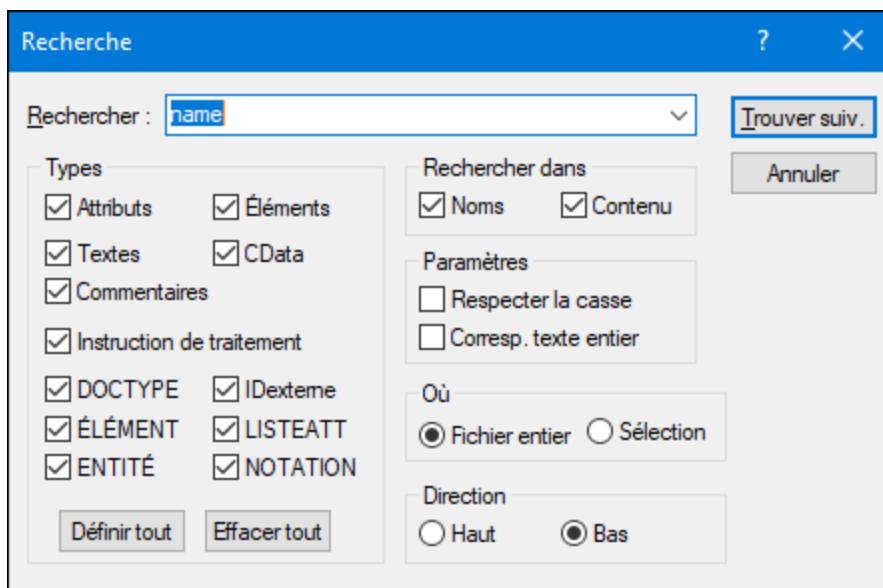 Recherche ?
Rechercher : name
Trouver suiv.
Annuler
Types
Attributs Éléments
Textes CData
Commentaires
Instruction de traitement
DOCTYPE IDexterne
ÉLÉMENT LISTEATT
ENTITÉ NOTATION
Définir tout Effacer tout
Rechercher dans
Noms Contenu
Paramètres
Respecter la casse
Corresp. texte entier
Où
Fichier entier Sélection
Direction
Haut Bas